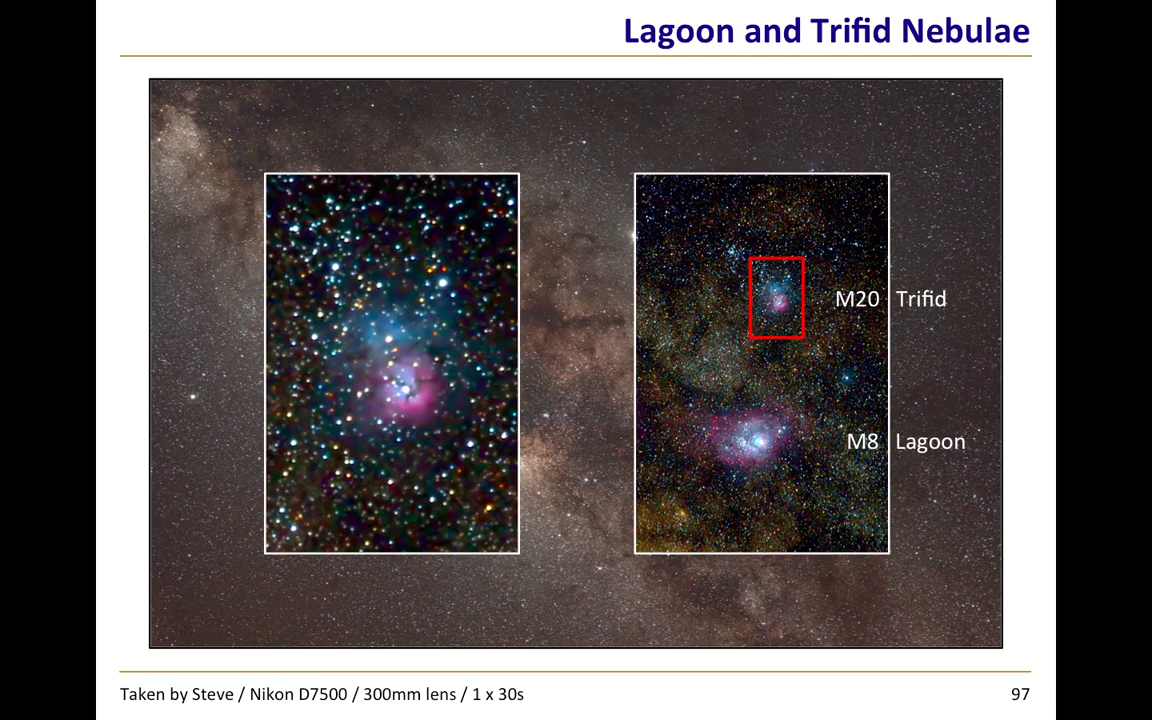 Lagoon and Trifid Nebulae
M20 Trifid
M8 Lagoon
Taken by Steve / Nikon D7500 / 300mm lens / 1 x 30s
97